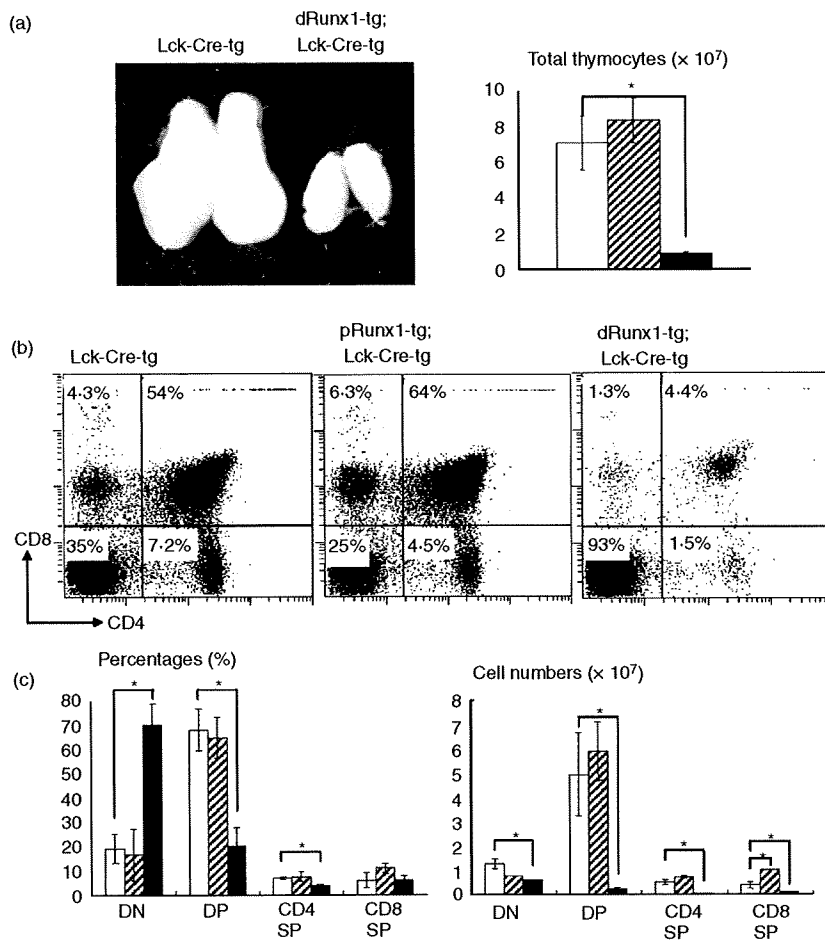 (a)
Lck-Cre-tg
dRunx1-tg;
Lck-Cre-tg
Total thymocytes (× 10⁷)
*
10
8
6
4
2
0
(b)
Lck-Cre-tg
pRunx1-tg;
Lck-Cre-tg
dRunx1-tg;
Lck-Cre-tg
4·3%
54%
35%
7·2%
6·3%
64%
25%
4·5%
1·3%
4·4%
93%
1·5%
CD8
CD4
(c)
Percentages (%)
80
70
60
50
40
30
20
10
0
*
*
*
DN
DP
CD4
SP
CD8
SP
Cell numbers (× 10⁷)
8
7
6
5
4
3
2
1
0
*
*
*
*
*
DN
DP
CD4
SP
CD8
SP